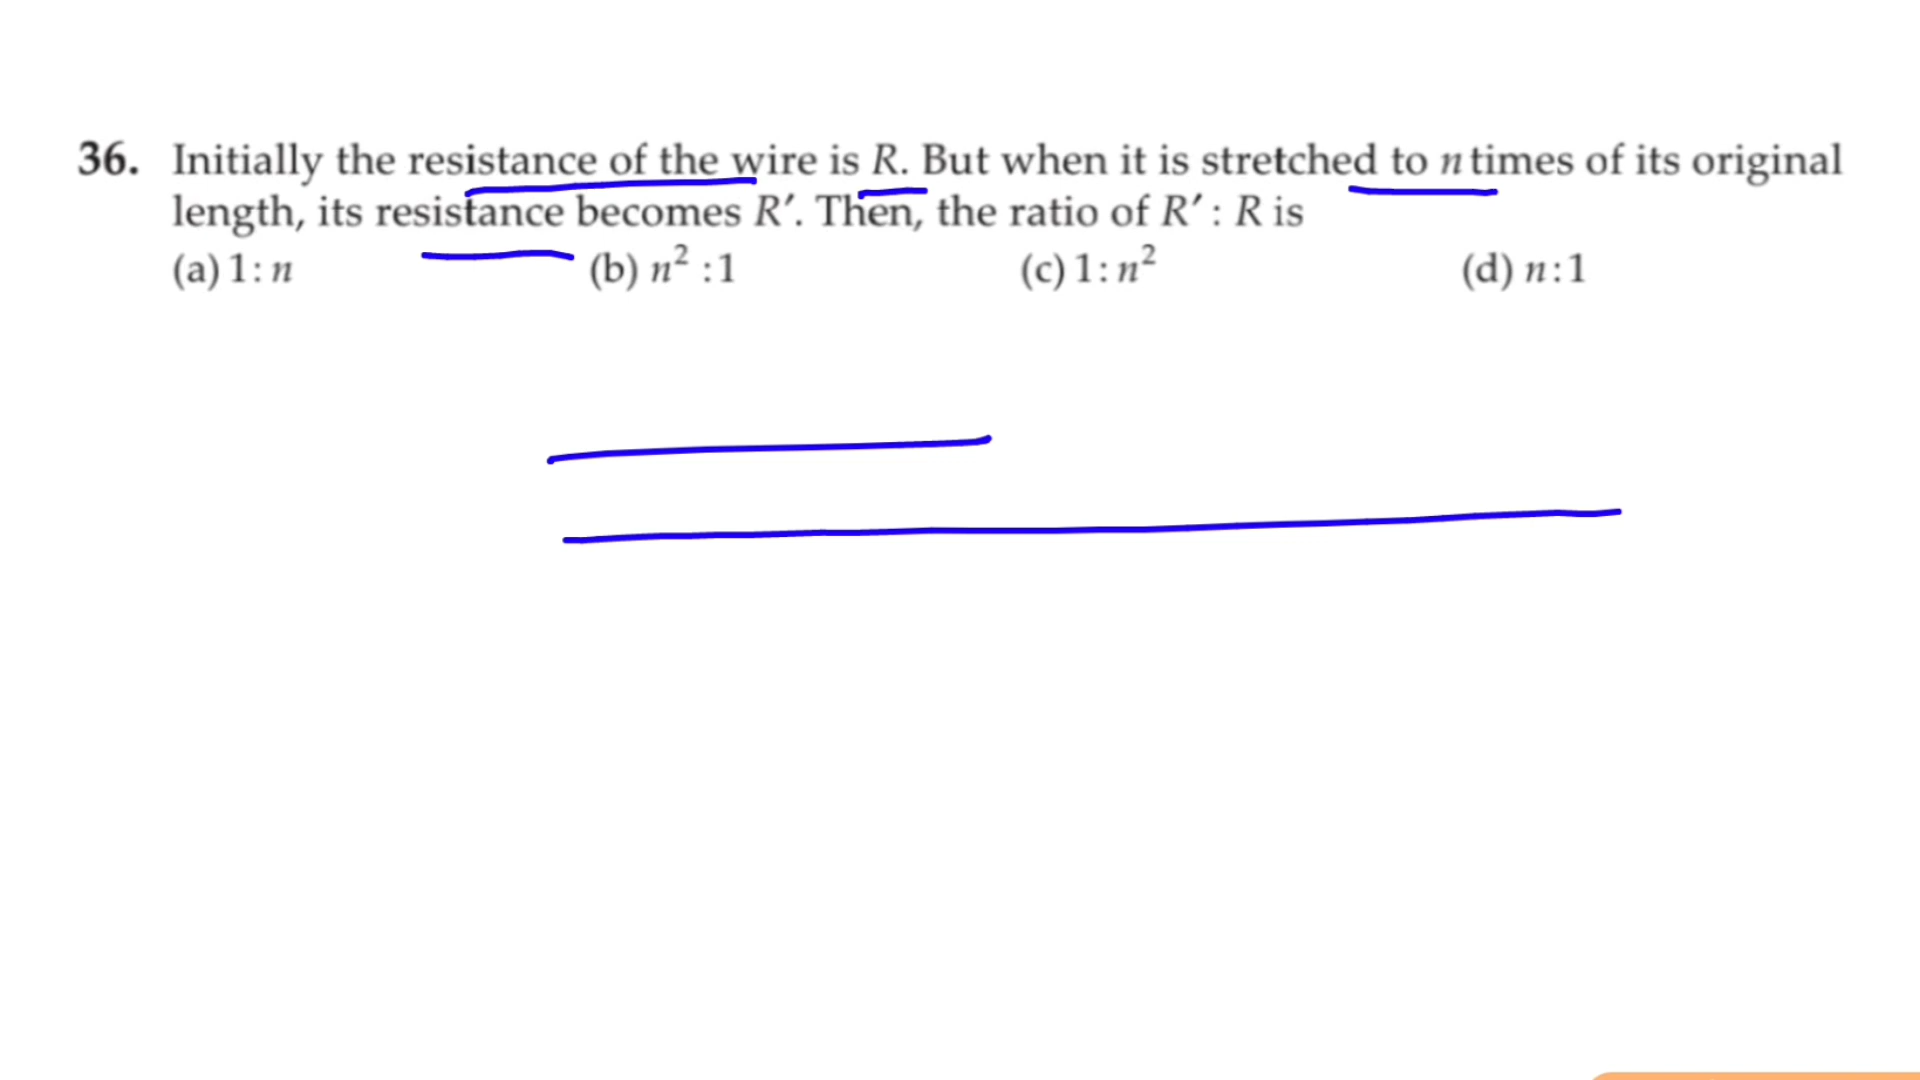 36. Initially the resistance of the wire is R. But when it is stretched to n times of its original
length, its resistance becomes R′. Then, the ratio of R′ : R is
(a) 1 : n (b) n² : 1 (c) 1 : n² (d) n : 1